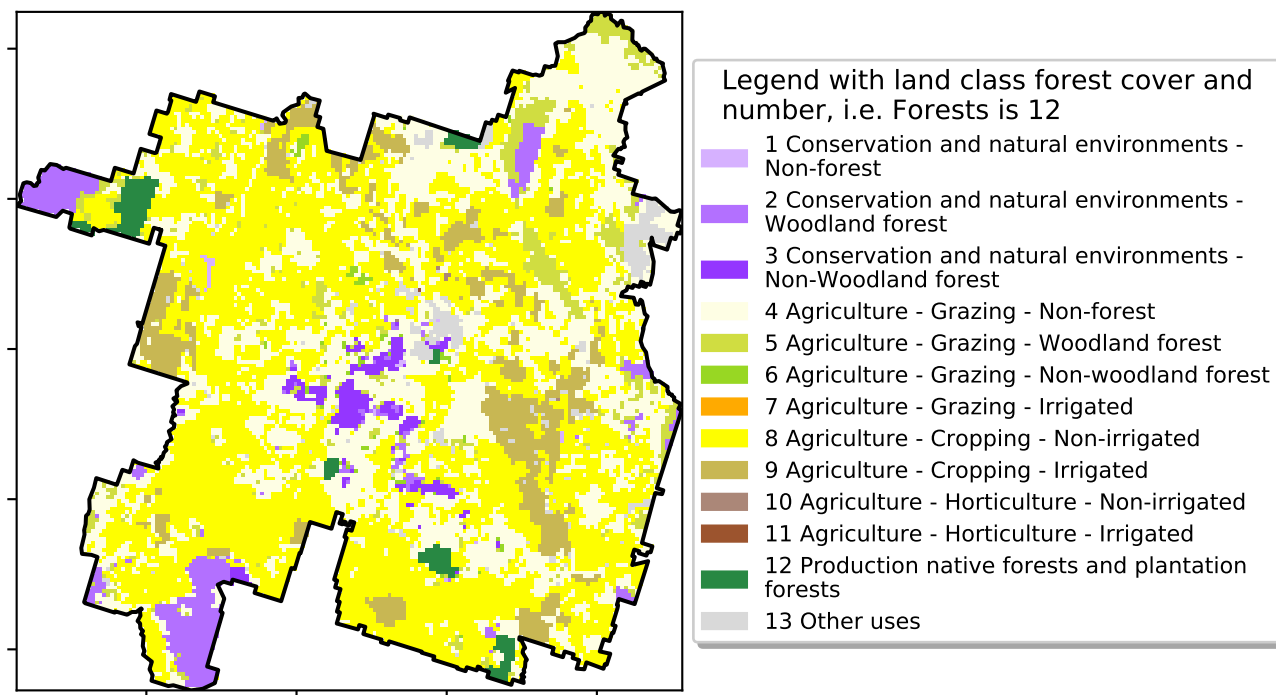 Legend with land class forest cover and
number, i.e. Forests is 12
1 Conservation and natural environments -
Non-forest
2 Conservation and natural environments -
Woodland forest
3 Conservation and natural environments -
Non-Woodland forest
4 Agriculture - Grazing - Non-forest
5 Agriculture - Grazing - Woodland forest
6 Agriculture - Grazing - Non-woodland forest
7 Agriculture - Grazing - Irrigated
8 Agriculture - Cropping - Non-irrigated
9 Agriculture - Cropping - Irrigated
10 Agriculture - Horticulture - Non-irrigated
11 Agriculture - Horticulture - Irrigated
12 Production native forests and plantation
forests
13 Other uses